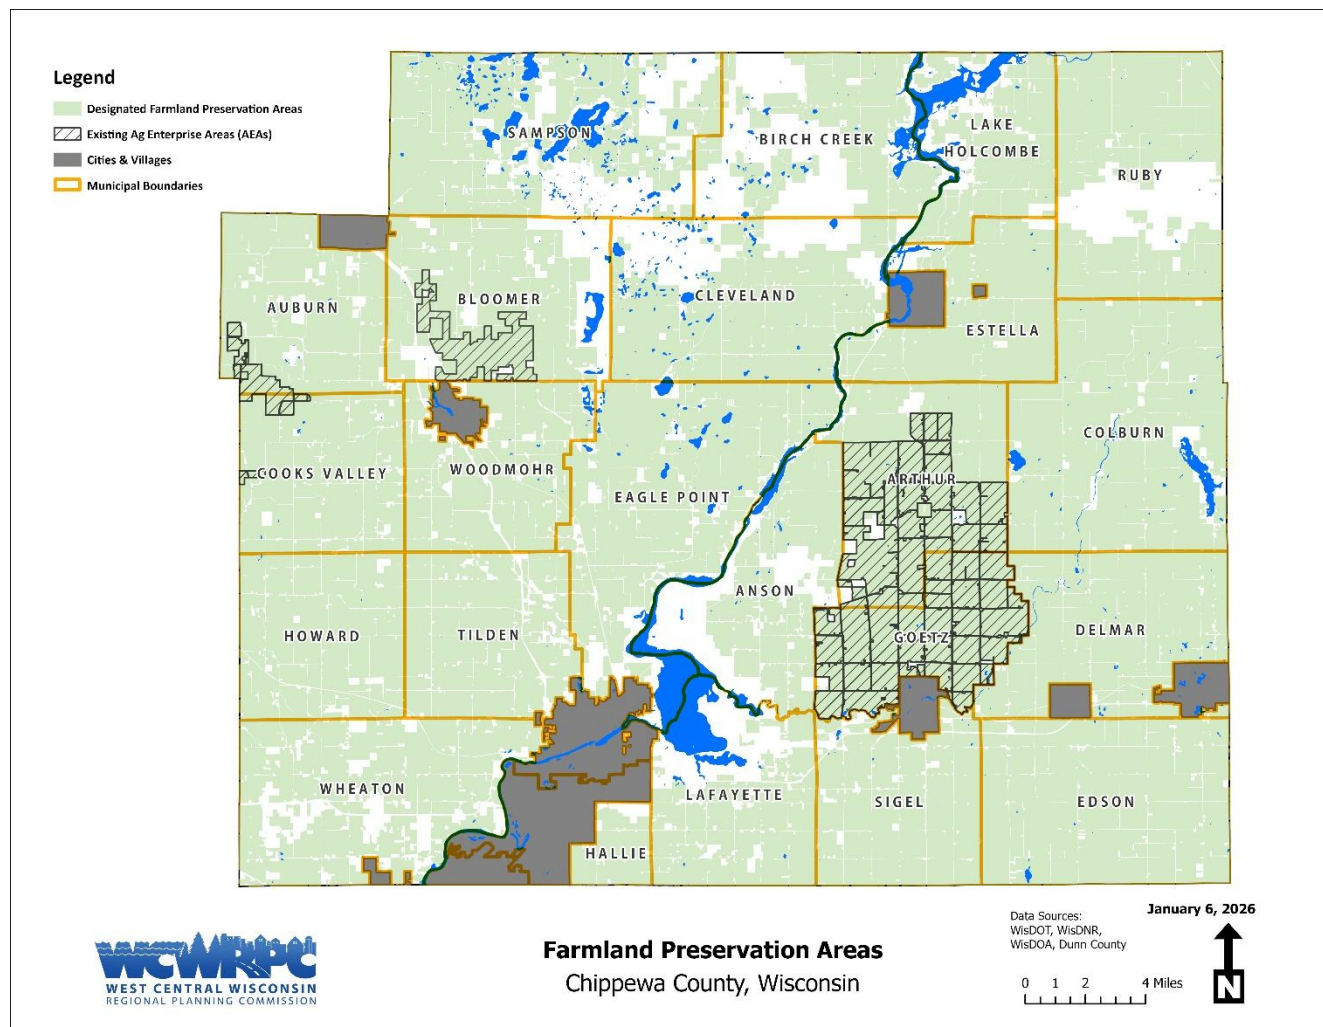 Legend
Designated Farmland Preservation Areas
Existing Ag Enterprise Areas (AEAs)
Cities & Villages
Municipal Boundaries
SAMPSON
BIRCH CREEK
LAKE
HOLCOMBE
RUBY
AUBURN
BLOOMER
CLEVELAND
ESTELLA
COOKS VALLEY
WOODMOHR
EAGLE POINT
ARTHUR
COLBURN
HOWARD
TILDEN
ANSON
GOETZ
DELMAR
WHEATON
HALLIE
LAFAYETTE
SIGEL
EDSON
WCWRPC
WEST CENTRAL WISCONSIN
REGIONAL PLANNING COMMISSION
Farmland Preservation Areas
Chippewa County, Wisconsin
Data Sources:
WisDOT, WisDNR,
WisDOA, Dunn County
0 1 2 4 Miles
January 6, 2026
N